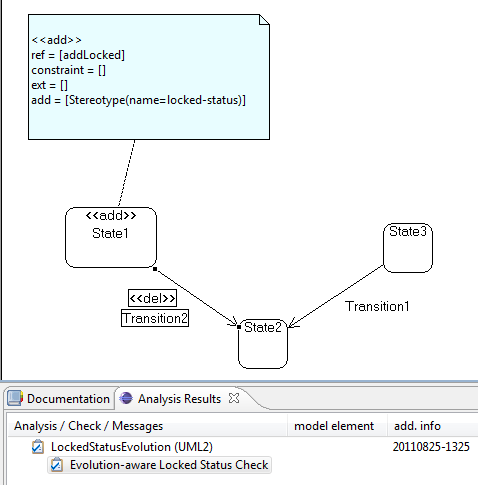 <<add>>
ref = [addLocked]
constraint = []
ext = []
add = [Stereotype(name=locked-status)]
<<add>>
State1
State3
<<del>>
Transition2
Transition1
State2
Documentation
Analysis Results
Analysis / Check / Messages
model element
add. info
LockedStatusEvolution (UML2)
20110825-1325
Evolution-aware Locked Status Check